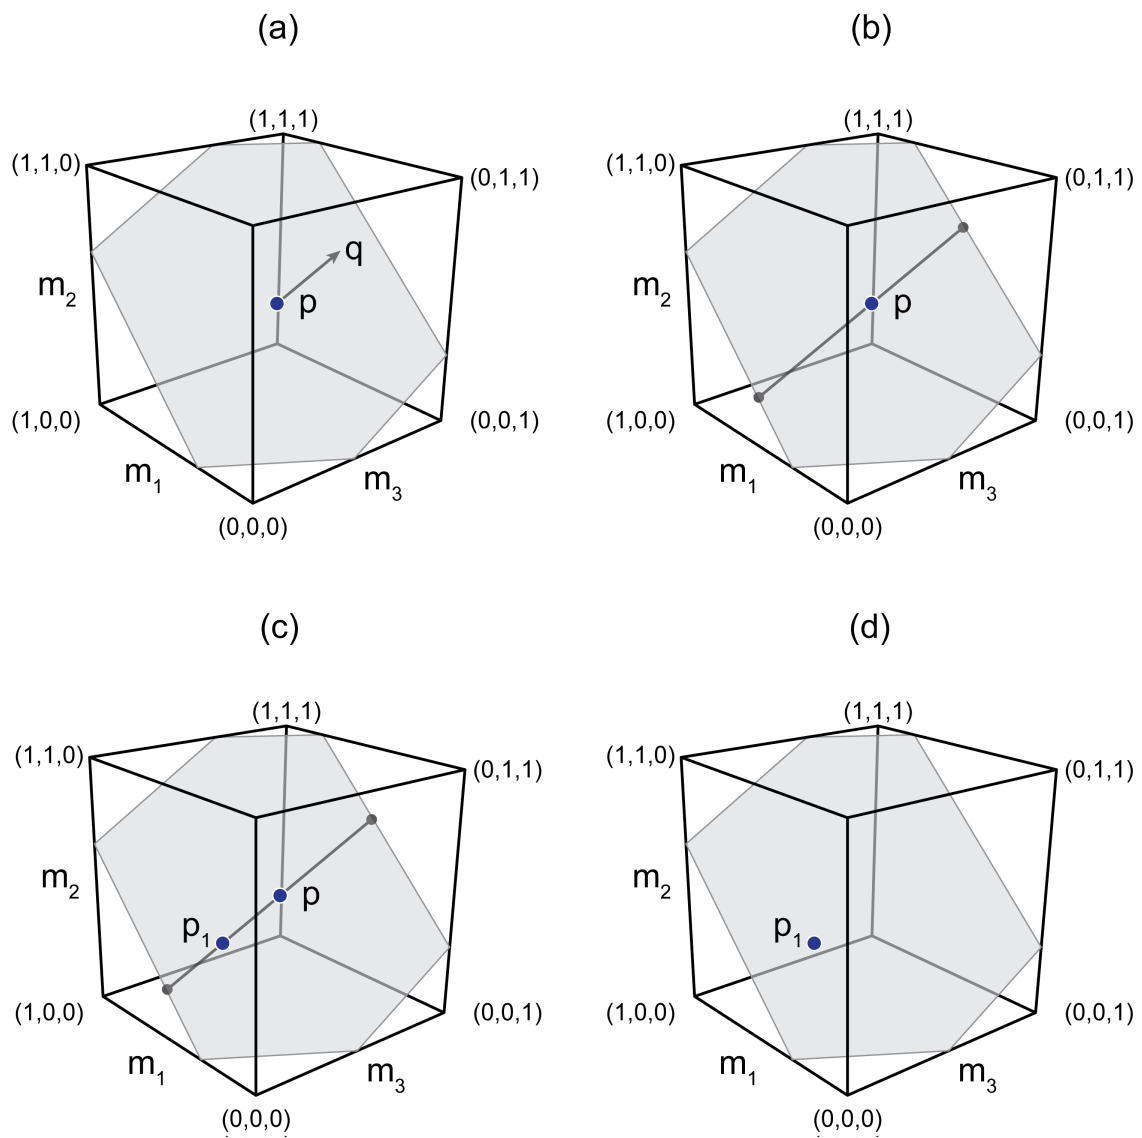 (a)
(b)
(1,1,1)
(1,1,1)
(1,1,0)
(0,1,1)
(1,1,0)
(0,1,1)
q
m2
p
m2
p
(1,0,0)
(0,0,1)
(1,0,0)
(0,0,1)
m1
m3
m1
m3
(0,0,0)
(0,0,0)
(c)
(d)
(1,1,1)
(1,1,1)
(1,1,0)
(0,1,1)
(1,1,0)
(0,1,1)
m2
p
m2
p1
p1
(1,0,0)
(0,0,1)
(1,0,0)
(0,0,1)
m1
m3
m1
m3
(0,0,0)
(0,0,0)